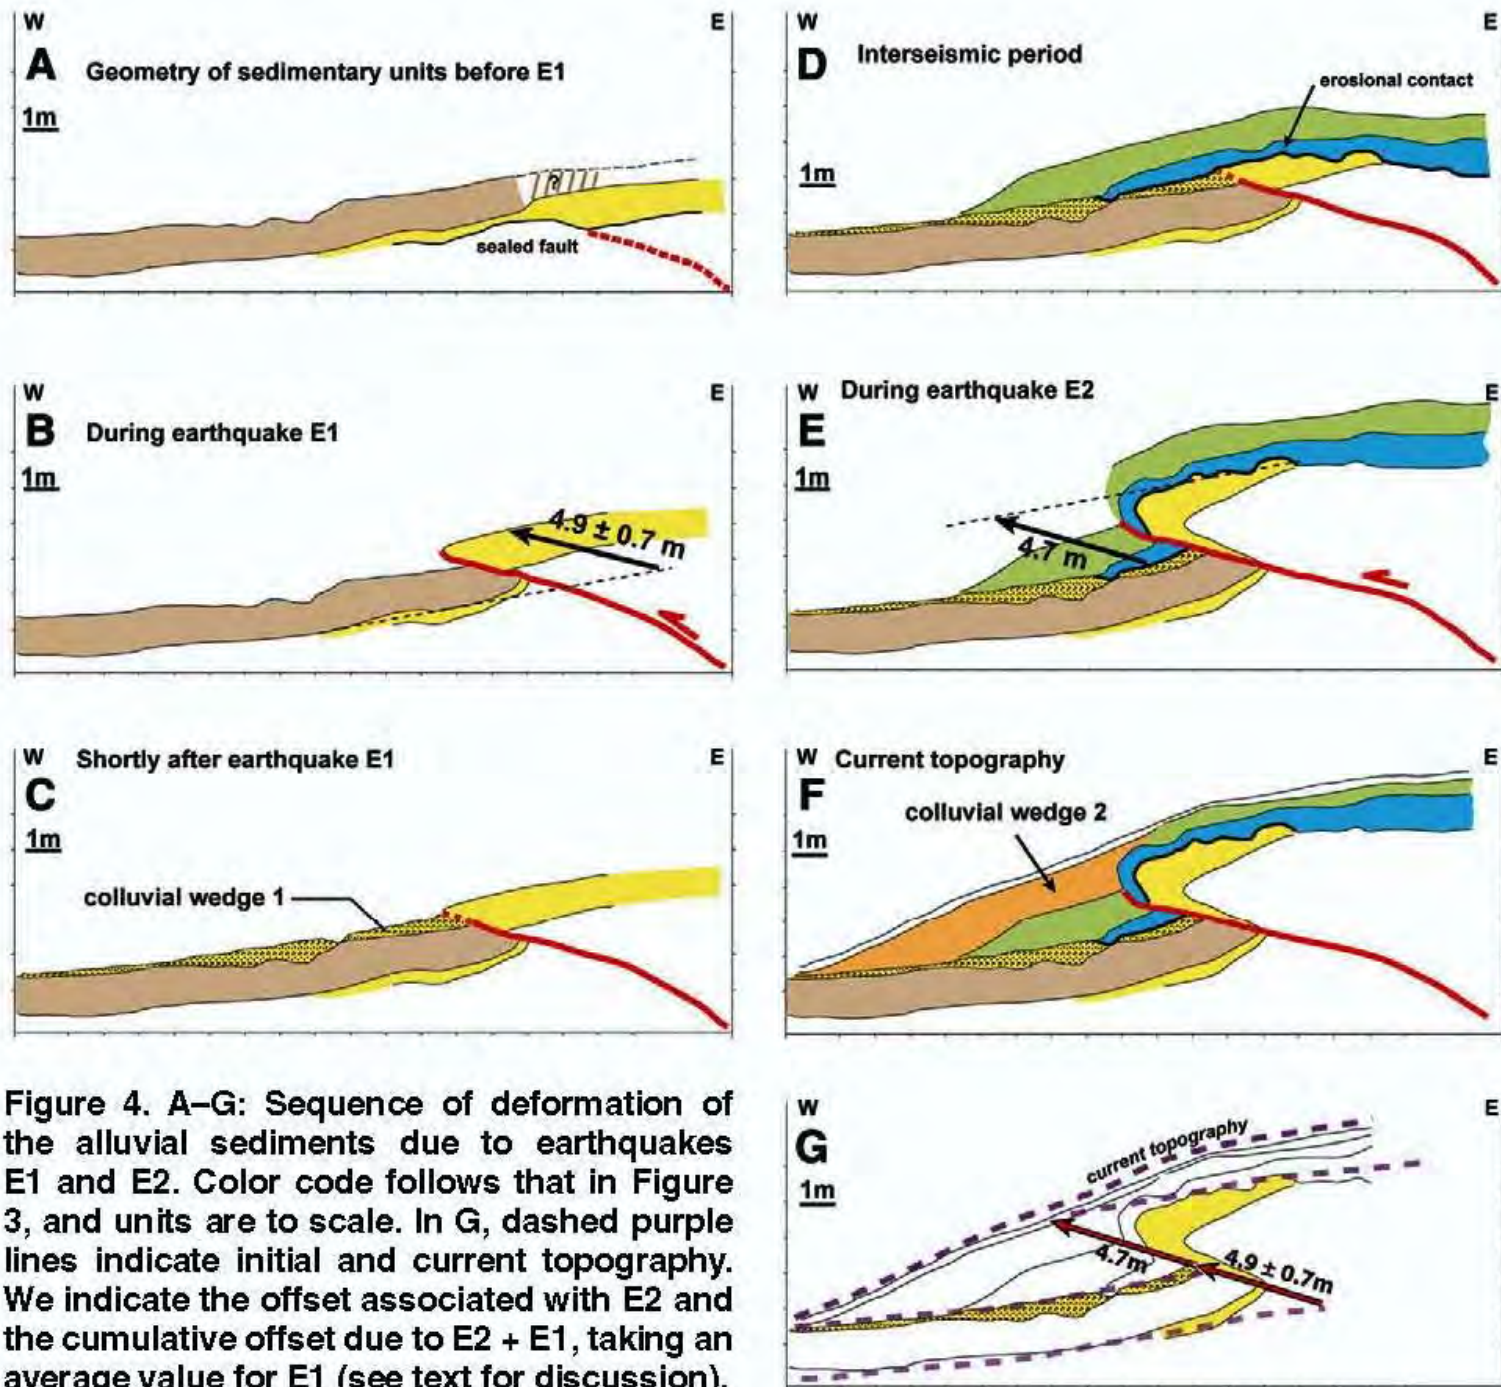 W
E
A
Geometry of sedimentary units before E1
1m
?
sealed fault
W
E
B
During earthquake E1
1m
4.9 ± 0.7 m
W
E
Shortly after earthquake E1
C
1m
colluvial wedge 1
W
E
D
Interseismic period
erosional contact
1m
W
E
During earthquake E2
E
1m
4.7 m
W
E
Current topography
F
colluvial wedge 2
1m
W
E
G
current topography
1m
4.7m
4.9 ± 0.7m
Figure 4. A–G: Sequence of deformation of
the alluvial sediments due to earthquakes
E1 and E2. Color code follows that in Figure
3, and units are to scale. In G, dashed purple
lines indicate initial and current topography.
We indicate the offset associated with E2 and
the cumulative offset due to E2 + E1, taking an
average value for E1 (see text for discussion).